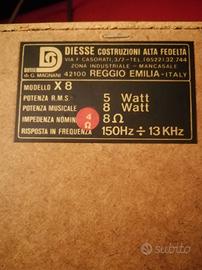 DIESSE COSTRUZIONI ALTA FEDELTÀ
VIA F. CASORATI, 3/7 - TEL. (0522) 32.744
ZONA INDUSTRIALE - MANCASALE
di G. MAGNANI 42100 REGGIO EMILIA - ITALY
MODELLO X 8
POTENZA R.M.S. 5 Watt
POTENZA MUSICALE 8 Watt
IMPEDENZA NOMIN 4 Ω 8 Ω
RISPOSTA IN FREQUENZA 150Hz ÷ 13 KHz
subito